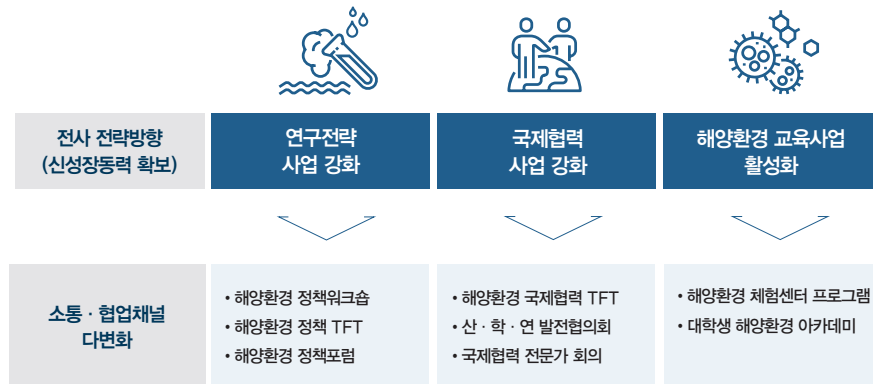 전사 전략방향
(신성장동력 확보)
연구전략
사업 강화
국제협력
사업 강화
해양환경 교육사업
활성화
소통 · 협업채널
다변화
• 해양환경 정책워크숍
• 해양환경 정책 TFT
• 해양환경 정책포럼
• 해양환경 국제협력 TFT
• 산 · 학 · 연 발전협의회
• 국제협력 전문가 회의
• 해양환경 체험센터 프로그램
• 대학생 해양환경 아카데미